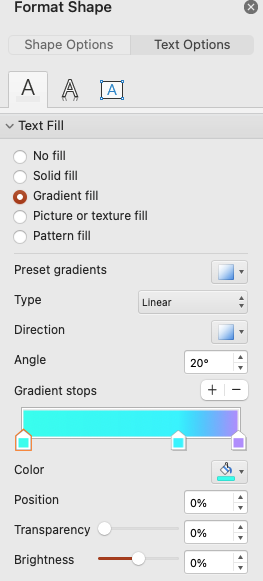 Format Shape
Shape Options
Text Options
A A A
Text Fill
No fill
Solid fill
Gradient fill
Picture or texture fill
Pattern fill
Preset gradients
Type
Linear
Direction
Angle
20°
Gradient stops
+ −
Color
Position
0%
Transparency
0%
Brightness
0%